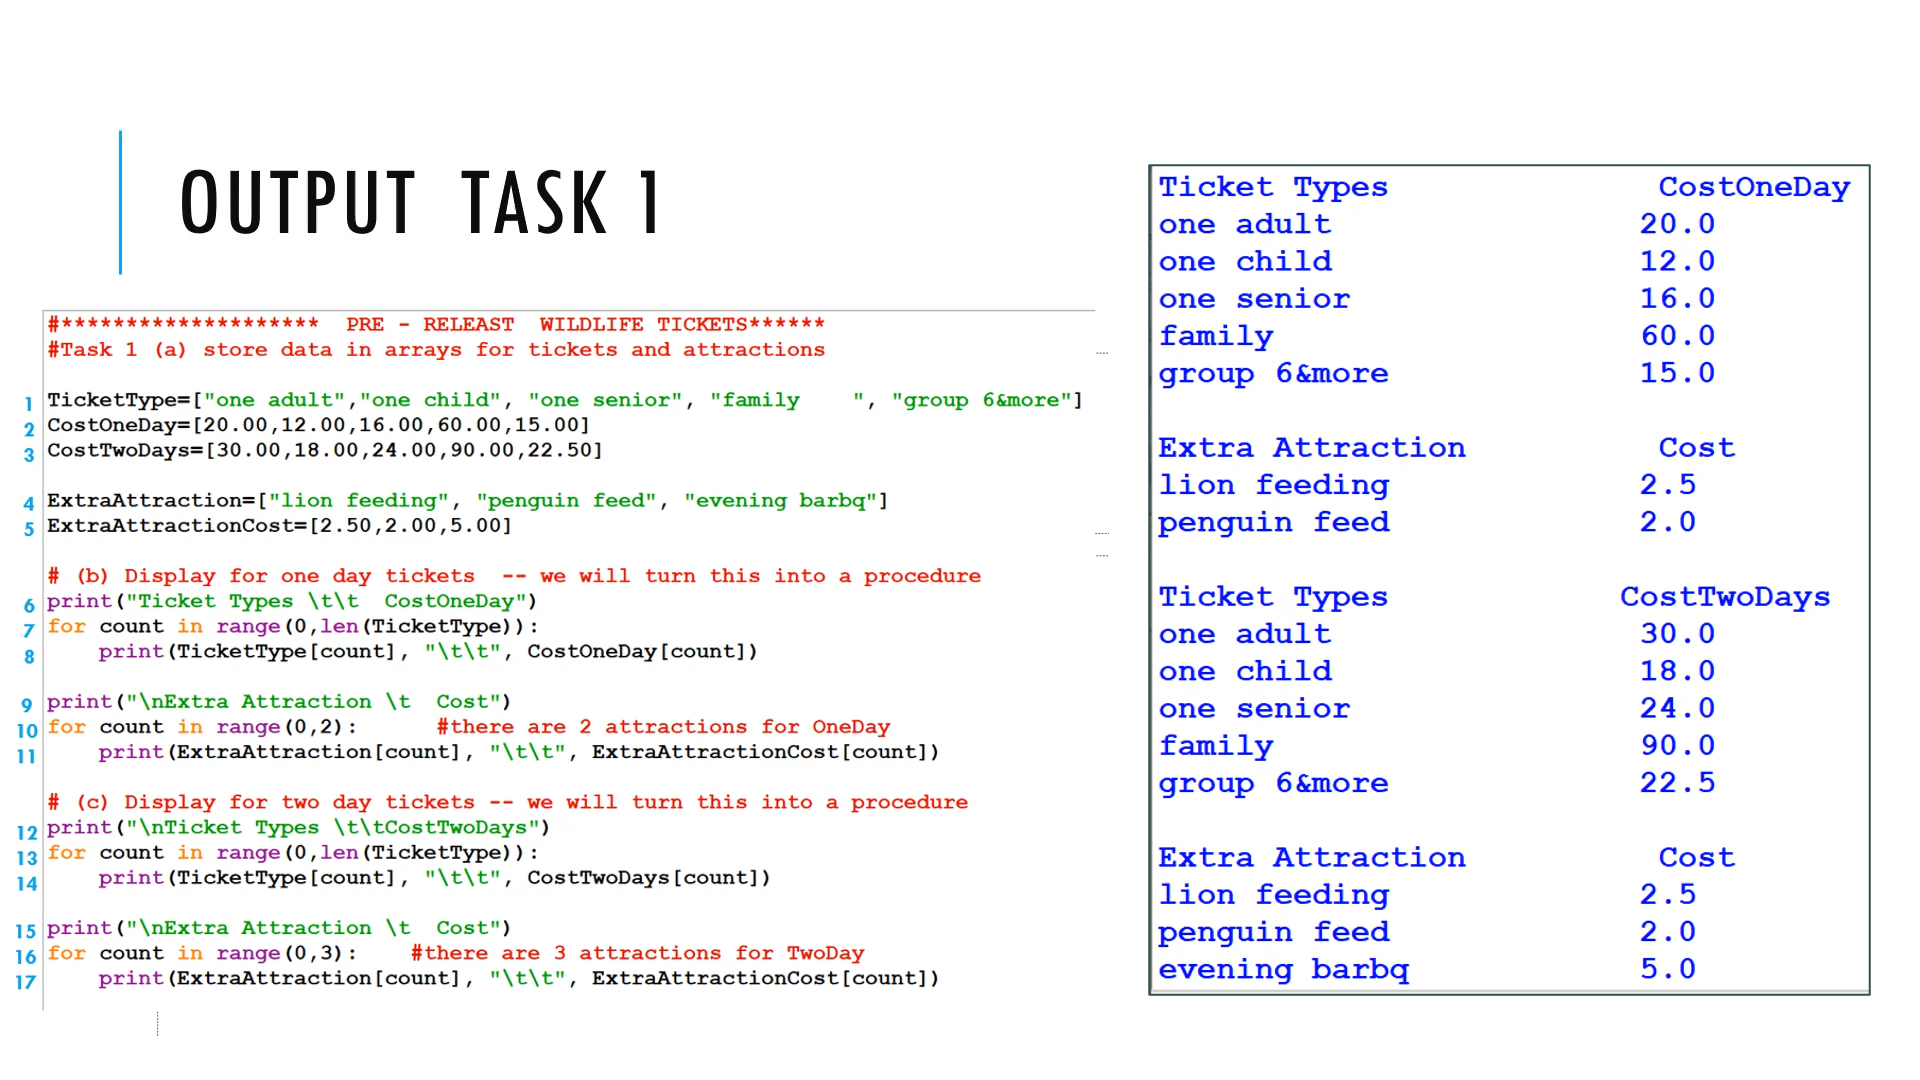 OUTPUT TASK 1
#******************** PRE - RELEAST  WILDLIFE TICKETS******
#Task 1 (a) store data in arrays for tickets and attractions
1 TicketType=["one adult","one child", "one senior", "family    ", "group 6&more"]
2 CostOneDay=[20.00,12.00,16.00,60.00,15.00]
3 CostTwoDays=[30.00,18.00,24.00,90.00,22.50]
4 ExtraAttraction=["lion feeding", "penguin feed", "evening barbq"]
5 ExtraAttractionCost=[2.50,2.00,5.00]
# (b) Display for one day tickets  -- we will turn this into a procedure
6 print("Ticket Types \t\t  CostOneDay")
7 for count in range(0,len(TicketType)):
8     print(TicketType[count], "\t\t", CostOneDay[count])
9 print("\nExtra Attraction \t  Cost")
10 for count in range(0,2):      #there are 2 attractions for OneDay
11     print(ExtraAttraction[count], "\t\t", ExtraAttractionCost[count])
# (c) Display for two day tickets -- we will turn this into a procedure
12 print("\nTicket Types \t\tCostTwoDays")
13 for count in range(0,len(TicketType)):
14     print(TicketType[count], "\t\t", CostTwoDays[count])
15 print("\nExtra Attraction \t  Cost")
16 for count in range(0,3):    #there are 3 attractions for TwoDay
17     print(ExtraAttraction[count], "\t\t", ExtraAttractionCost[count])
Ticket Types              CostOneDay
one adult                20.0
one child                12.0
one senior               16.0
family                   60.0
group 6&more             15.0
Extra Attraction          Cost
lion feeding             2.5
penguin feed             2.0
Ticket Types            CostTwoDays
one adult                30.0
one child                18.0
one senior               24.0
family                   90.0
group 6&more             22.5
Extra Attraction          Cost
lion feeding             2.5
penguin feed             2.0
evening barbq            5.0